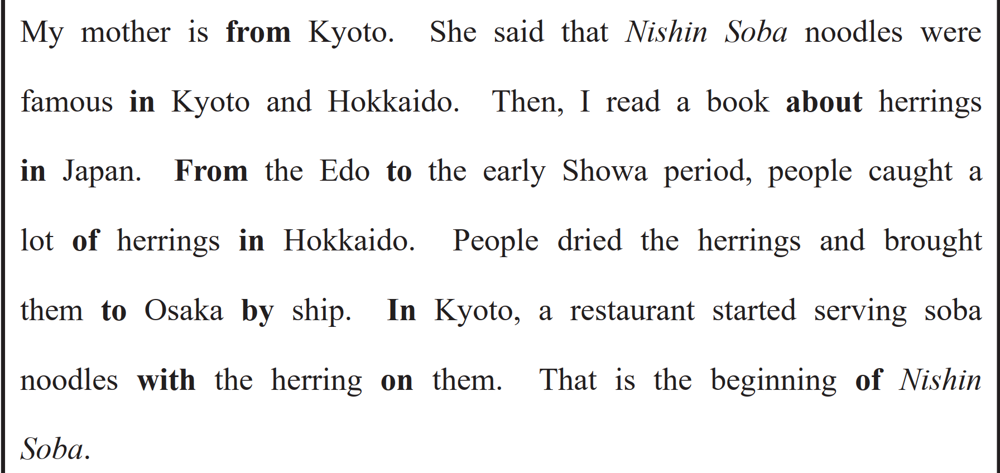 My mother is from Kyoto. She said that Nishin Soba noodles were
famous in Kyoto and Hokkaido. Then, I read a book about herrings
in Japan. From the Edo to the early Showa period, people caught a
lot of herrings in Hokkaido. People dried the herrings and brought
them to Osaka by ship. In Kyoto, a restaurant started serving soba
noodles with the herring on them. That is the beginning of Nishin
Soba.